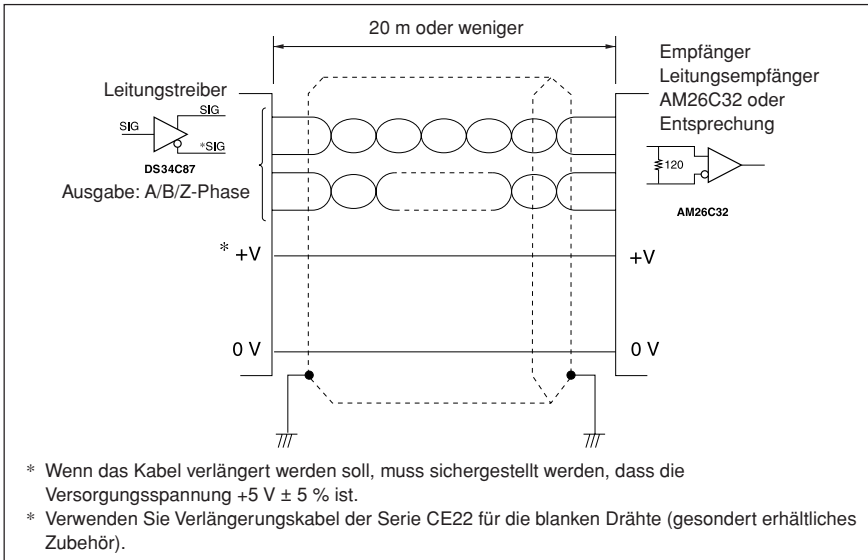 20 m oder weniger
Leitungstreiber
SIG
SIG
*SIG
DS34C87
Ausgabe: A/B/Z-Phase
Empfänger
Leitungsempfänger
AM26C32 oder
Entsprechung
120
AM26C32
* +V
+V
0 V
0 V
* Wenn das Kabel verlängert werden soll, muss sichergestellt werden, dass die
Versorgungsspannung +5 V ± 5 % ist.
* Verwenden Sie Verlängerungskabel der Serie CE22 für die blanken Drähte (gesondert erhältliches
Zubehör).